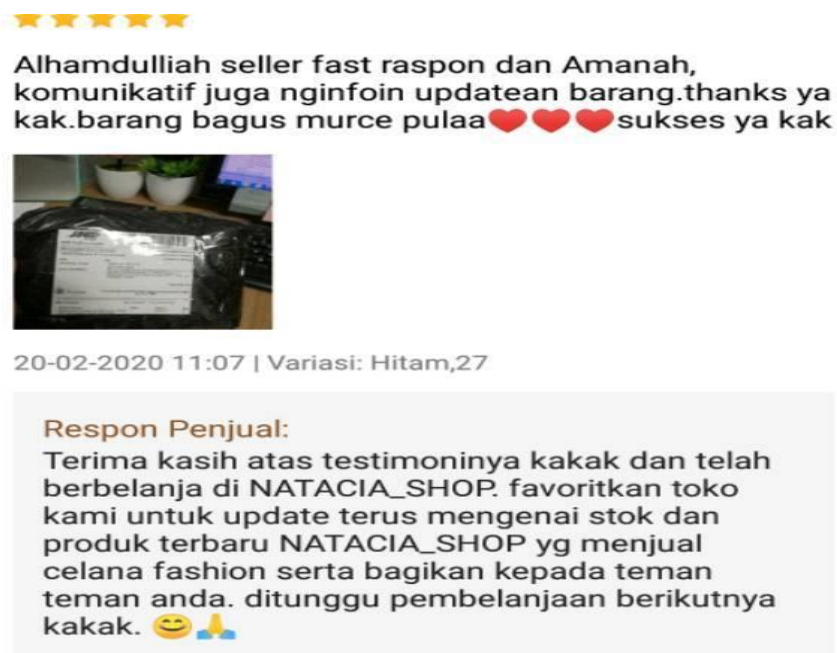 Alhamdulliah seller fast raspon dan Amanah,
komunikatif juga nginfoin updatean barang.thanks ya
kak.barang bagus murce pulaa❤️❤️❤️sukses ya kak
20-02-2020 11:07 | Variasi: Hitam,27
Respon Penjual:
Terima kasih atas testimoninya kakak dan telah
berbelanja di NATACIA_SHOP. favoritkan toko
kami untuk update terus mengenai stok dan
produk terbaru NATACIA_SHOP yg menjual
celana fashion serta bagikan kepada teman
teman anda. ditunggu pembelanjaan berikutnya
kakak. 😊🙏